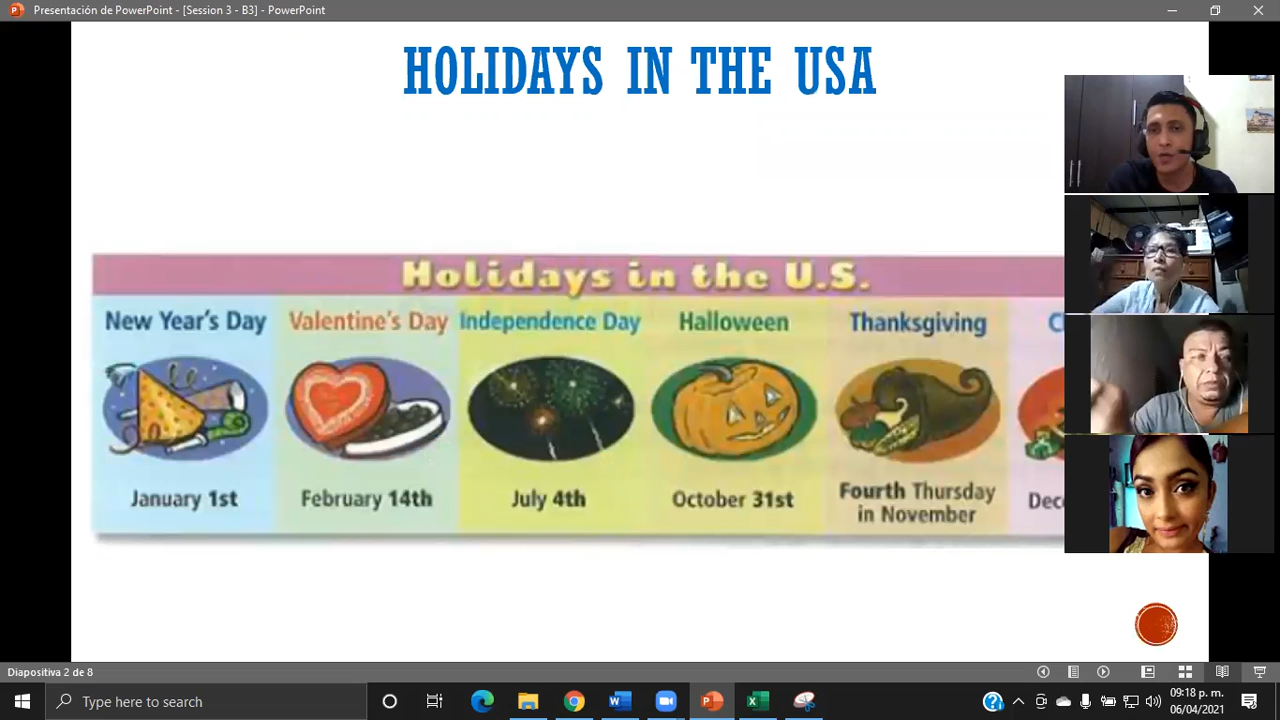 Presentación de PowerPoint - [Session 3 - B3] - PowerPoint
HOLIDAYS IN THE USA
Holidays in the U.S.
New Year's Day
Valentine's Day
Independence Day
Halloween
Thanksgiving
January 1st
February 14th
July 4th
October 31st
Fourth Thursday
in November
Dec
Diapositiva 2 de 8
Type here to search
09:18 p. m.
06/04/2021